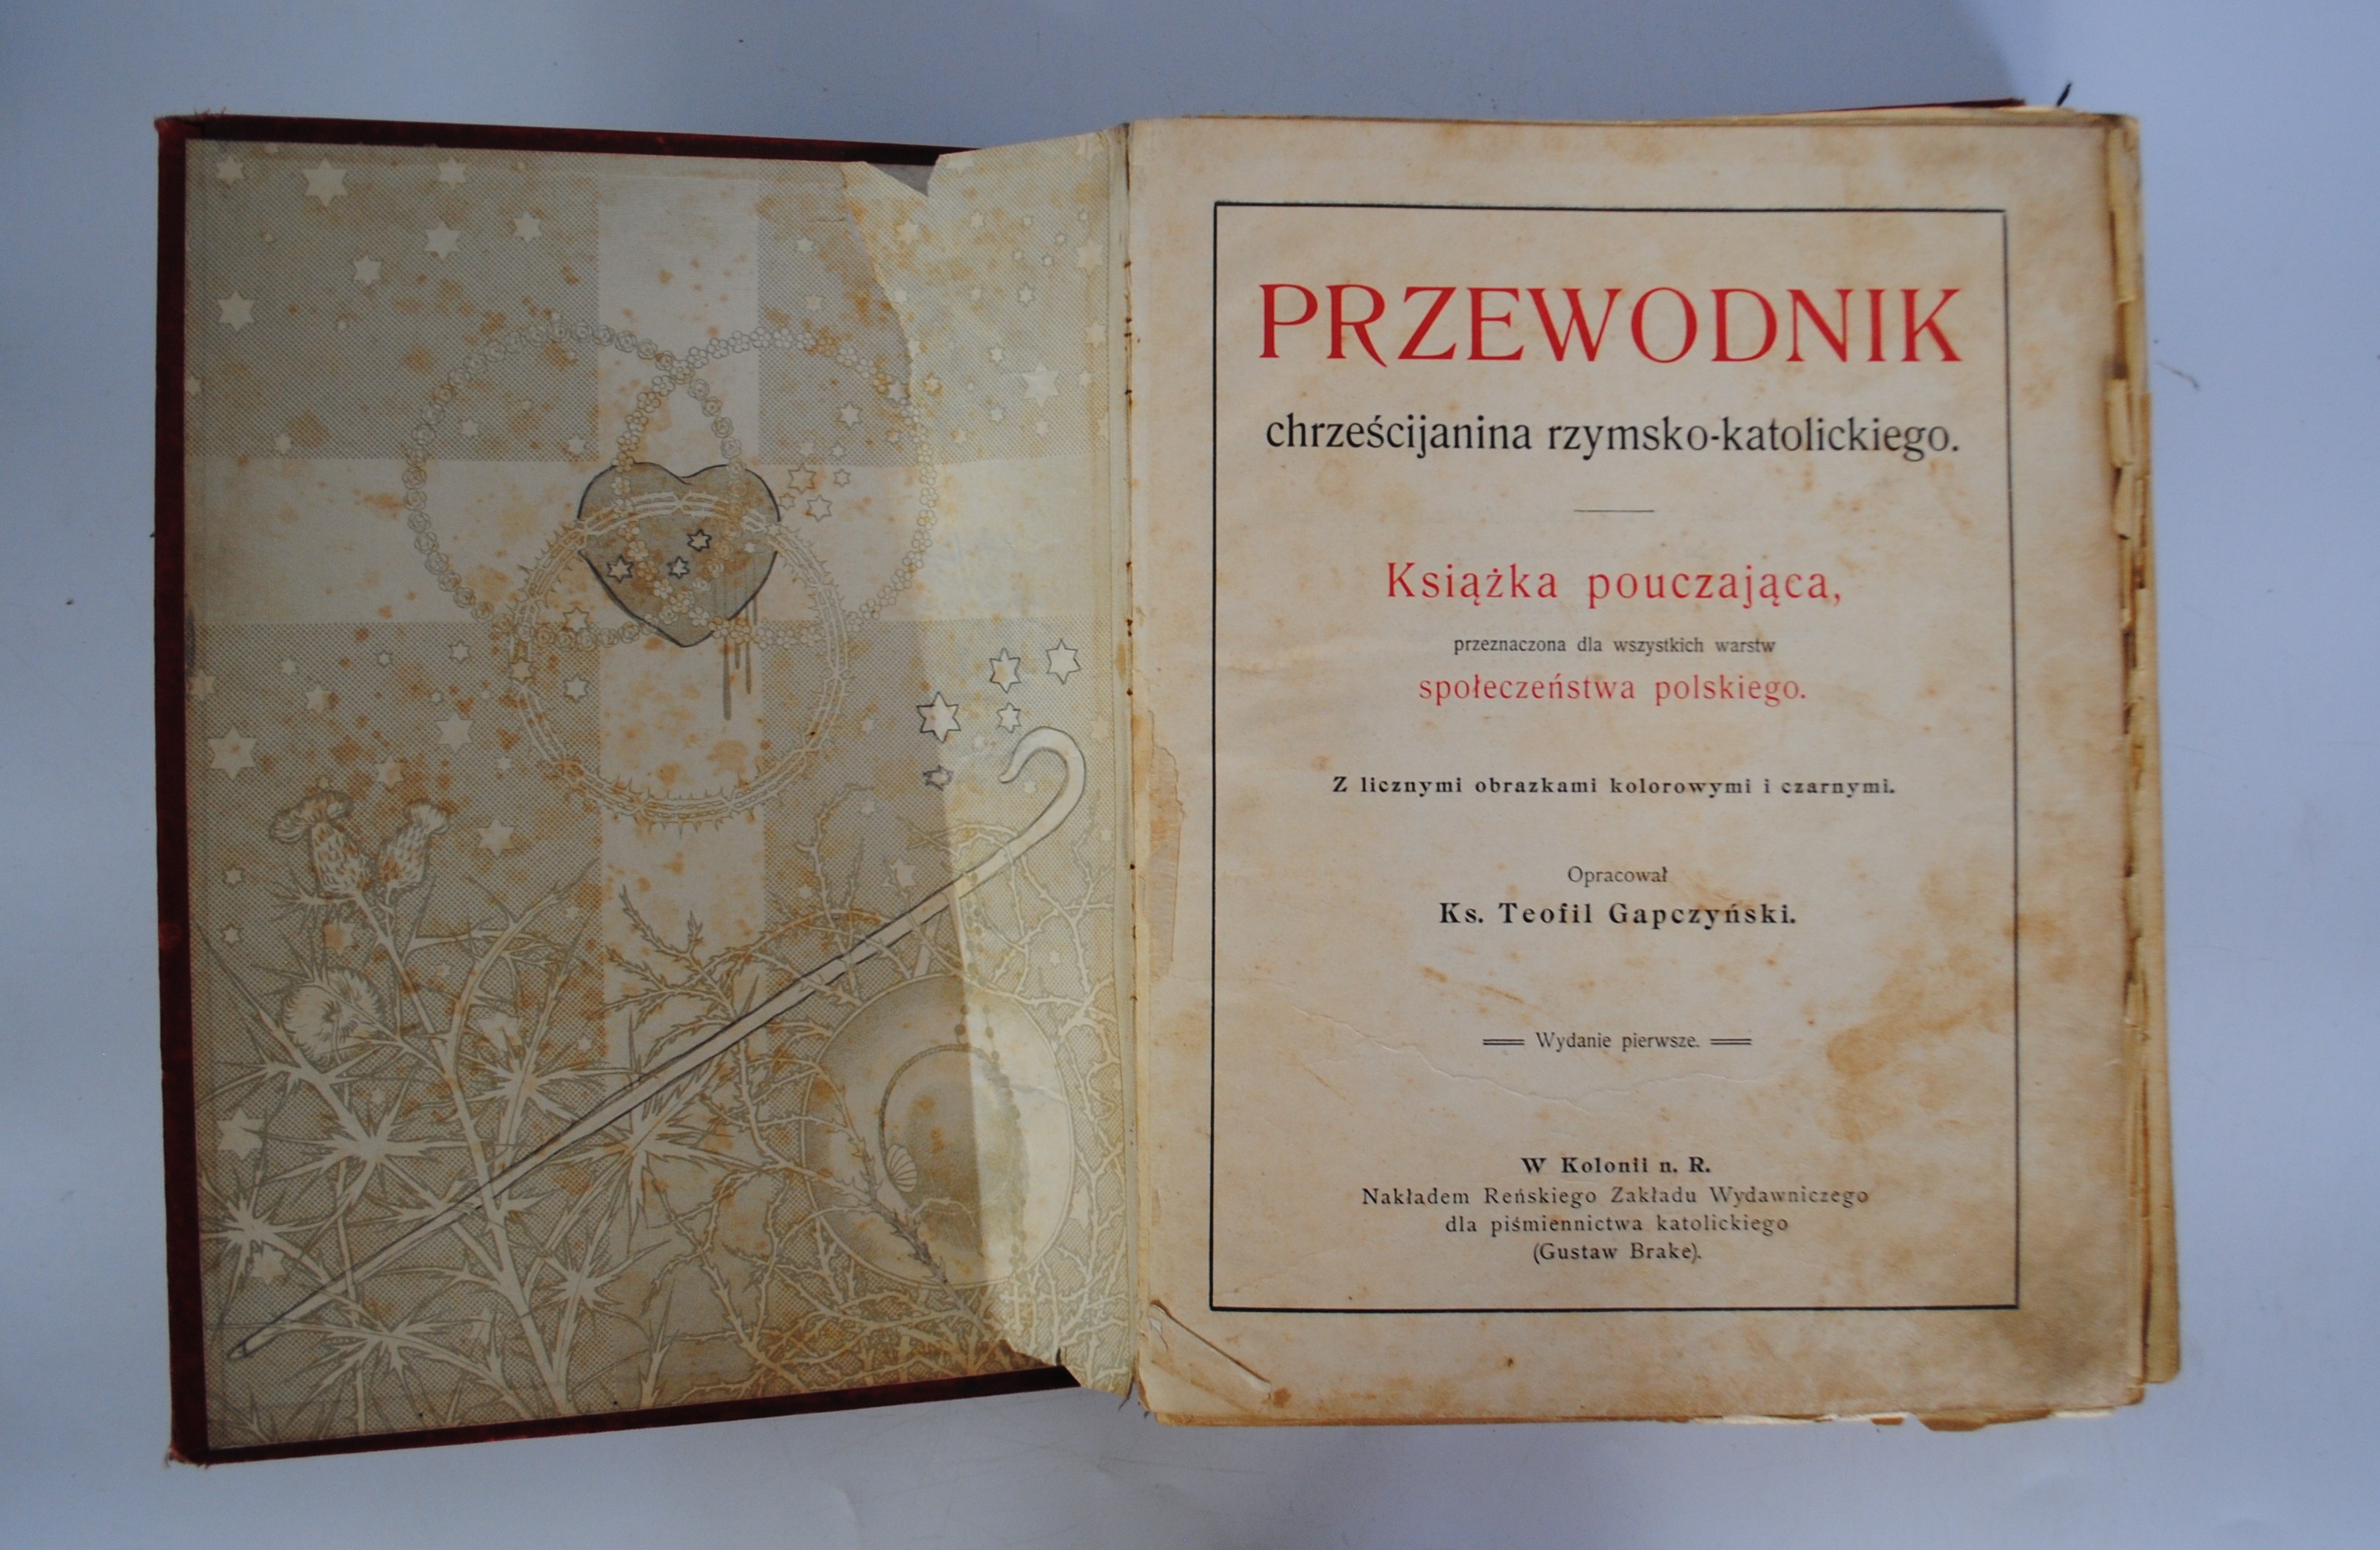 PRZEWODNIK
chrześcijanina rzymsko-katolickiego.
Książka pouczająca,
przeznaczona dla wszystkich warstw
społeczeństwa polskiego.
Z licznymi obrazkami kolorowymi i czarnymi.
Opracował
Ks. Teofil Gapczyński.
Wydanie pierwsze.
W Kolonii n. R.
Nakładem Reńskiego Zakładu Wydawniczego
dla piśmiennictwa katolickiego
(Gustaw Brake).